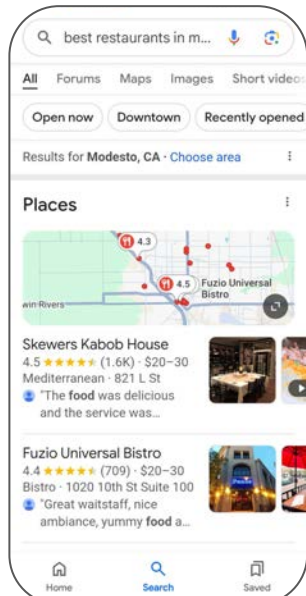 best restaurants in m...
All Forums Maps Images Short videos
Open now Downtown Recently opened
Results for Modesto, CA · Choose area
Places
4.3
4.5 Fuzio Universal
Bistro
win Rivers
Skewers Kabob House
4.5 ★★★★★ (1.6K) · $20–30
Mediterranean · 821 L St
"The food was delicious
and the service was...
Fuzio Universal Bistro
4.4 ★★★★★ (709) · $20–30
Bistro · 1020 10th St Suite 100
"Great waitstaff, nice
ambiance, yummy food a...
Home Search Saved